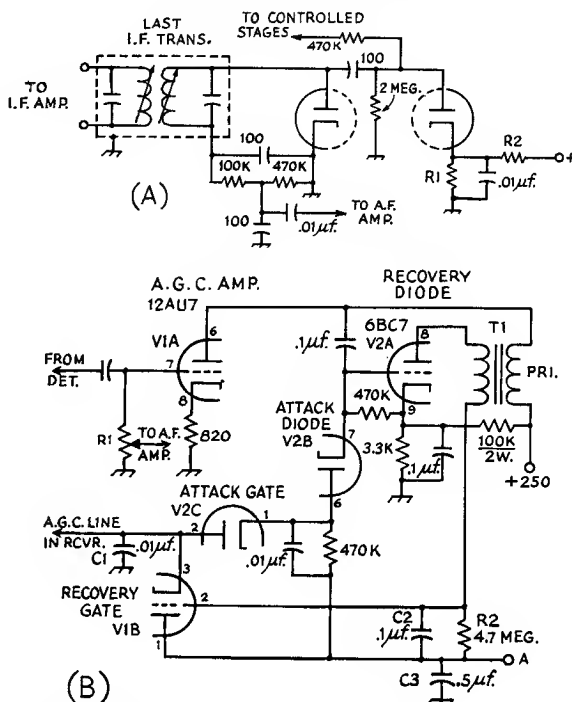 TO CONTROLLED
STAGES
470K
LAST
I.F. TRANS.
100
TO
I.F. AMP.
2 MEG.
100
100K
470K
R2
+
R1
.01μf.
(A)
100
.01μf.
TO A.F.
AMP.
A.G.C. AMP.
12AU7
RECOVERY
DIODE
V1A
6
.1μf.
6BC7
V2A
8
T1
FROM
DET.
7
PRI.
8
470K
9
ATTACK
DIODE
V2B
7
R1
TO A.F.
AMP.
820
3.3K
.1μf.
100K
2W.
+250
ATTACK GATE
V2C
6
A.G.C. LINE
IN RCVR.
2
1
C1
.01μf.
.01μf.
470K
3
RECOVERY
GATE
V1B
2
1
C2
.1μf.
R2
4.7 MEG.
A
C3
.5μf.
(B)